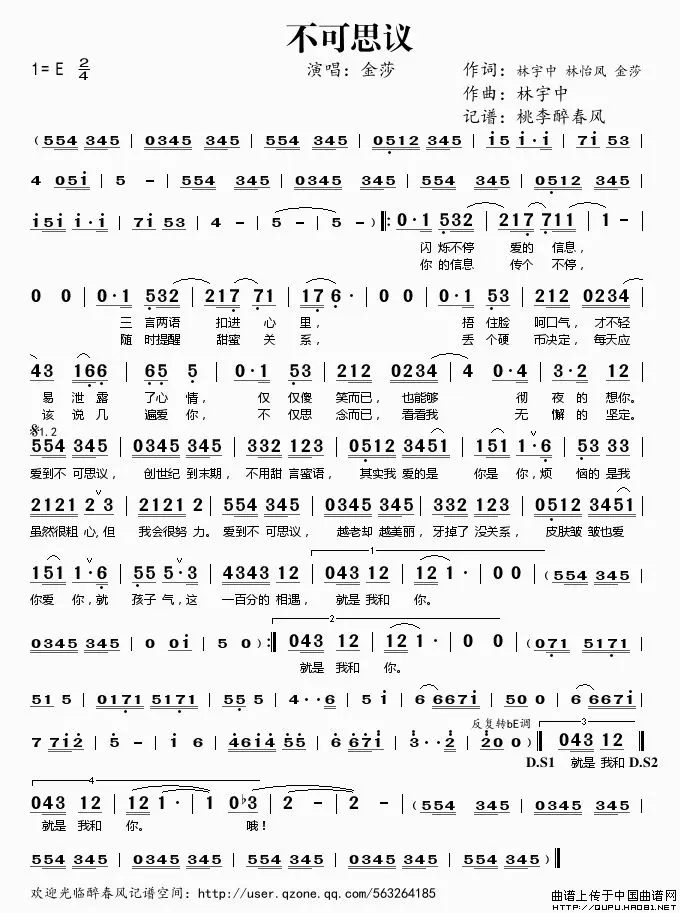 不可思议
1= E 2/4
演唱：金莎
作词：林宇中 林怡凤 金莎
作曲：林宇中
记谱：桃李醉春风
( 554 345 | 0345 345 | 554 345 | 0512 345 | i5 i·i | 7i 53 |
4 05i | 5 - | 554 345 | 0345 345 | 554 345 | 0512 345 |
i5i i·i | 7i 53 | 4 - | 5 - | 5 - ) ‖: 0·1 532 | 217 711 | 1 - |
闪烁不停 爱的 信息，
你的信息 传个 不停，
0 0 | 0·1 532 | 217 71 | 176· | 0 0 | 0·1 53 | 212 0234 |
三言两语 扣进 心 里， 捂 住脸 呵口气，才不轻
随时提醒 甜蜜 关 系， 丢 个硬 币决定，每天应
43 166 | 65 5 | 0·1 53 | 212 0234 | 4 0·4 | 3·2 12 |
易 泄露 了心 情， 仅 仅傻 笑而已，也能够 彻 夜的 想你。
该 说几 遍爱 你， 不 仅思 念而已，看看我 无 懈的 坚定。
𝄋1.2
554 345 | 0345 345 | 332 123 | 0512 3451 | 151 1·6 | 53 33 |
爱到不 可思议， 创世纪 到末期， 不用甜 言蜜语， 其实我 爱的是 你是 你，烦 恼的 是我
2121 2 3 | 2121 2 | 554 345 | 0345 345 | 332 123 | 0512 3451 |
虽然很粗 心,但 我会很努 力。爱到不 可思议， 越老却 越美丽，牙掉了 没关系， 皮肤皱 皱也爱
151 1·6 | 55 5·3 | 4343 12 | 043 12 | 12 1· | 0 0 | ( 554 345 |
1
你爱 你，就 孩子 气，这 一百分的 相遇， 就是 我和 你。
0345 345 | 0 05i | 5 0 ) :‖ 043 12 | 12 1· | 0 0 | ( 071 5171 |
2
就是 我和 你。
51 5 | 0171 5171 | 55 5 | 4··6 | 5 i | 6 667i | 50 0 | 6 667i |
反复转bE调
7 7i2 | i - | i 6 | 46i4 55 | 6 67i | 3··2 | 20 0 ) ‖ 043 12 ‖
3
D.S1 就是 我和 D.S2
4
043 12 | 12 1· | 1 0♭3 | 2 - | 2 - | ( 554 345 | 0345 345 |
就是 我和 你。 哦！
554 345 | 0512 345 | 554 345 | 0345 345 | 554 345 | 0512 345 ) ‖
欢迎光临醉春风记谱空间：http://user.qzone.qq.com/563264185
曲谱上传于中国曲谱网
http://QUPU.HAO81.NET